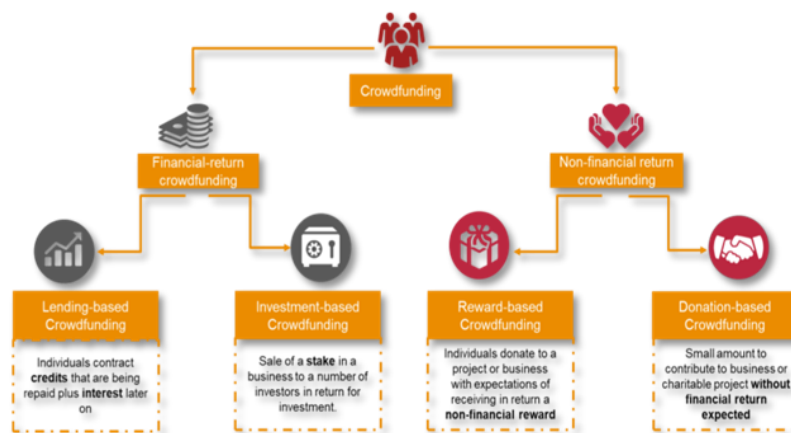 Crowdfunding
Financial-return
crowdfunding
Non-financial return
crowdfunding
Lending-based
Crowdfunding
Individuals contract
credits that are being
repaid plus interest later
on
Investment-based
Crowdfunding
Sale of a stake in a
business to a number of
investors in return for
investment.
Reward-based
Crowdfunding
Individuals donate to a
project or business
with expectations of
receiving in return a
non-financial reward
Donation-based
Crowdfunding
Small amount to
contribute to business or
charitable project without
financial return
expected